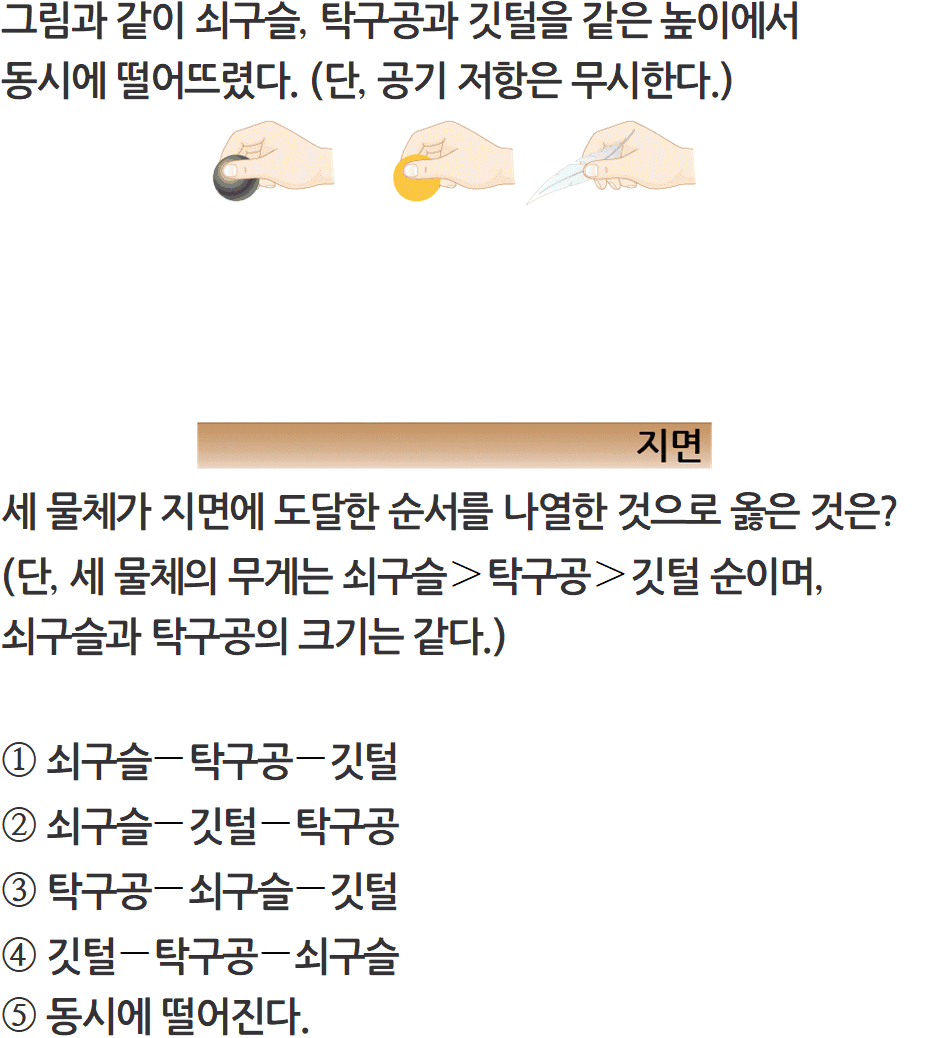 그림과 같이 쇠구슬, 탁구공과 깃털을 같은 높이에서
동시에 떨어뜨렸다. (단, 공기 저항은 무시한다.)
지면
세 물체가 지면에 도달한 순서를 나열한 것으로 옳은 것은?
(단, 세 물체의 무게는 쇠구슬＞탁구공＞깃털 순이며,
쇠구슬과 탁구공의 크기는 같다.)
① 쇠구슬－탁구공－깃털
② 쇠구슬－깃털－탁구공
③ 탁구공－쇠구슬－깃털
④ 깃털－탁구공－쇠구슬
⑤ 동시에 떨어진다.